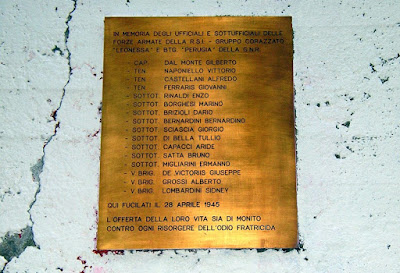 IN MEMORIA DEGLI UFFICIALI E SOTTUFFICIALI DELLE
FORZE ARMATE DELLA R.S.I. - GRUPPO CORAZZATO
"LEONESSA" E BTG. "PERUGIA" DELLA G.N.R.
- CAP. DAL MONTE GILBERTO
- TEN. NAPONIELLO VITTORIO
- TEN. CASTELLANI ALFREDO
- TEN. FERRARIS GIOVANNI
- SOTTOT. RINALDI ENZO
- SOTTOT. BORGHESI MARINO
- SOTTOT. BRIZIOLI DARIO
- SOTTOT. BERNARDINI BERNARDINO
- SOTTOT. SCIASCIA GIORGIO
- SOTTOT. DI BELLA TULLIO
- SOTTOT. CAPACCI ARIDE
- SOTTOT. SATTA BRUNO
- SOTTOT. MIGLIARINI ERMANNO
- V.BRIG. DE VICTORIIS GIUSEPPE
- V.BRIG. GROSSI ALBERTO
- V.BRIG. LOMBARDINI SIDNEY
QUI FUCILATI IL 28 APRILE 1945
L'OFFERTA DELLA LORO VITA SIA DI MONITO
CONTRO OGNI RISORGERE DELL'ODIO FRATRICIDA